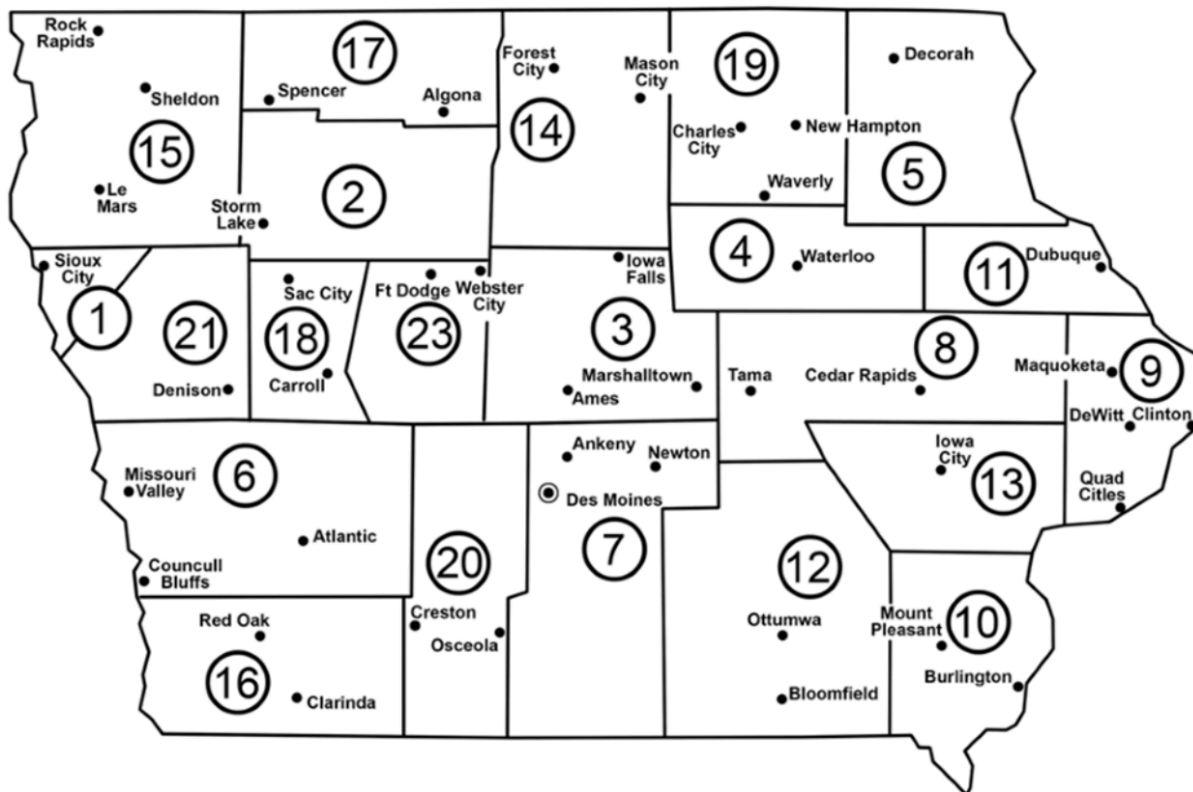 Rock
Rapids
17
Forest
City
Mason
City
19
Decorah
Spencer
Algona
Sheldon
14
Charles
City
New Hampton
15
5
Le
Mars
2
Waverly
Storm
Lake
4
Waterloo
Sioux
City
Iowa
Falls
11
Dubuque
Sac City
Ft Dodge
Webster
City
1
21
18
23
3
8
Maquoketa
9
Denison
Carroll
Marshalltown
Ames
Tama
Cedar Rapids
DeWitt
Clinton
Ankeny
Newton
Iowa
City
Missouri
Valley
6
13
Quad
Citles
Des Moines
Atlantic
7
12
Councull
Bluffs
20
Red Oak
Creston
Osceola
Ottumwa
Mount
Pleasant
10
16
Clarinda
Bloomfield
Burlington